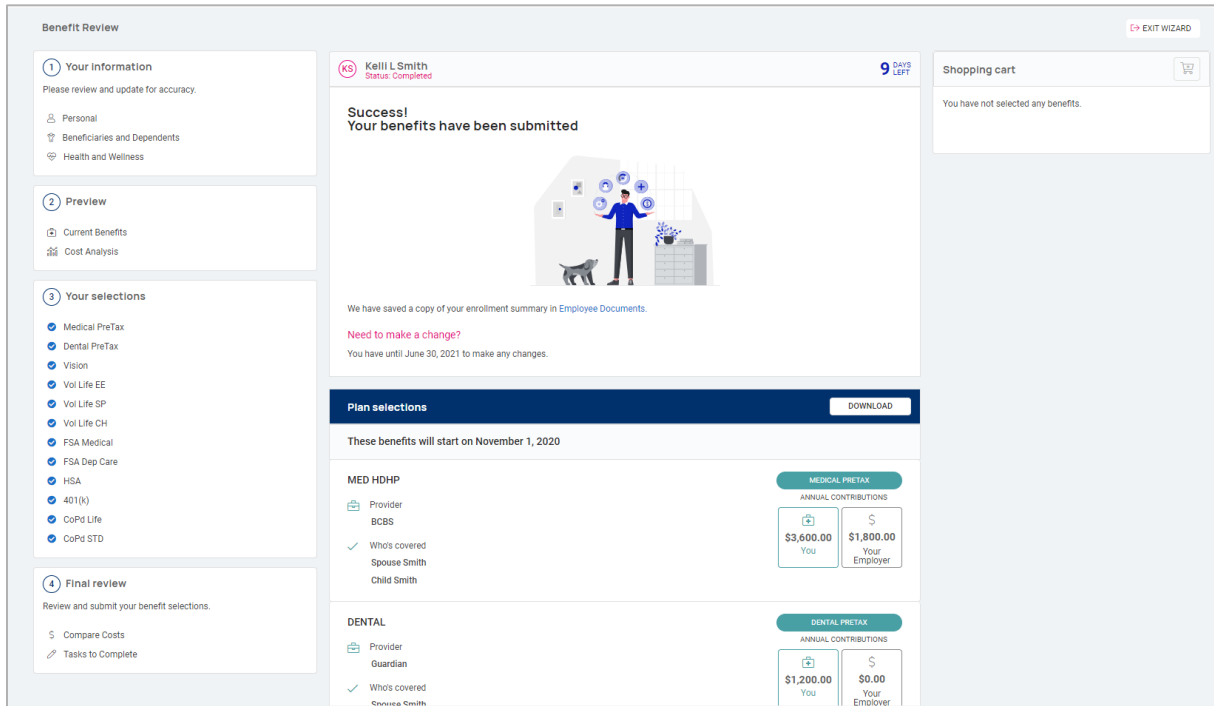 Benefit Review
EXIT WIZARD
1 Your information
Please review and update for accuracy.
Personal
Beneficiaries and Dependents
Health and Wellness
2 Preview
Current Benefits
Cost Analysis
3 Your selections
Medical PreTax
Dental PreTax
Vision
Vol Life EE
Vol Life SP
Vol Life CH
FSA Medical
FSA Dep Care
HSA
401(k)
CoPd Life
CoPd STD
4 Final review
Review and submit your benefit selections.
Compare Costs
Tasks to Complete
KS
Kelli L Smith
Status: Completed
9 DAYS
LEFT
Success!
Your benefits have been submitted
We have saved a copy of your enrollment summary in Employee Documents.
Need to make a change?
You have until June 30, 2021 to make any changes.
Plan selections
DOWNLOAD
These benefits will start on November 1, 2020
MED HDHP
Provider
BCBS
Who's covered
Spouse Smith
Child Smith
MEDICAL PRETAX
ANNUAL CONTRIBUTIONS
$3,600.00
You
$
$1,800.00
Your
Employer
DENTAL
Provider
Guardian
Who's covered
Spouse Smith
DENTAL PRETAX
ANNUAL CONTRIBUTIONS
$1,200.00
You
$
$0.00
Your
Employer
Shopping cart
You have not selected any benefits.